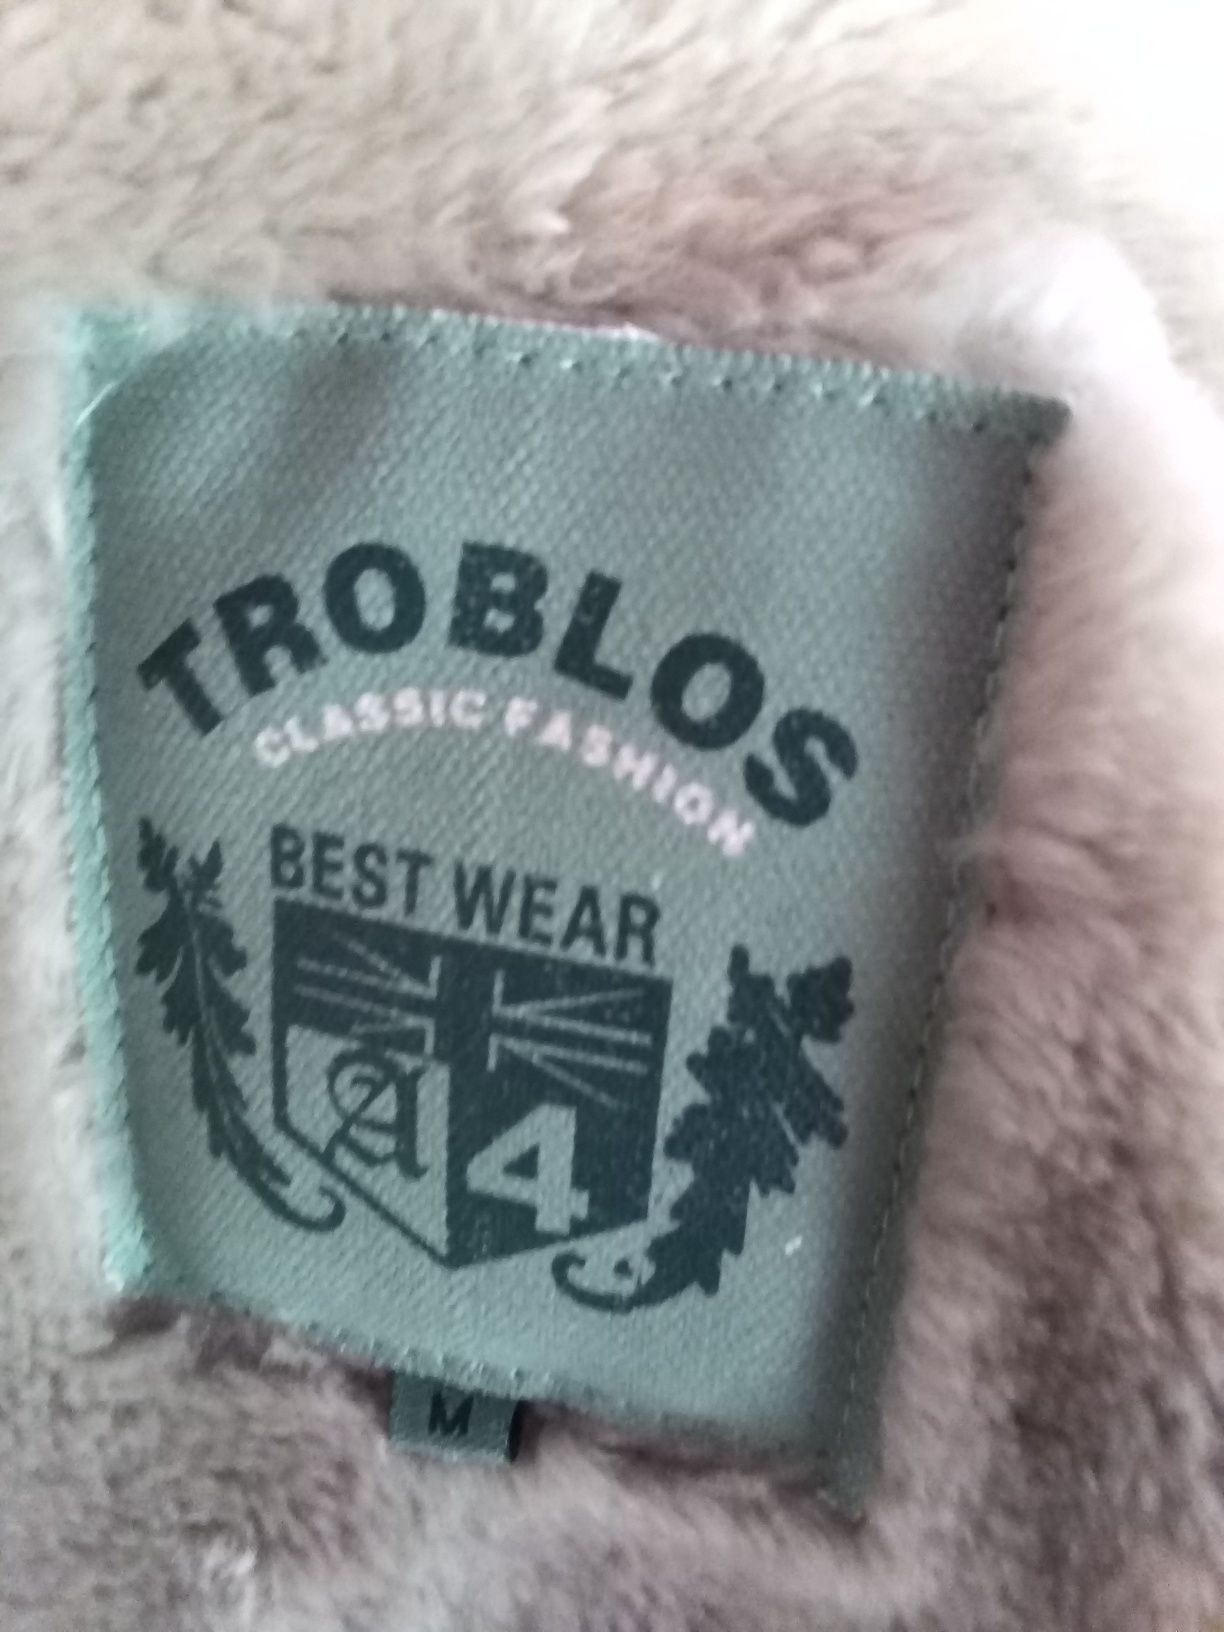 TROBLOS
CLASSIC FASHION
BEST WEAR
A 4
M